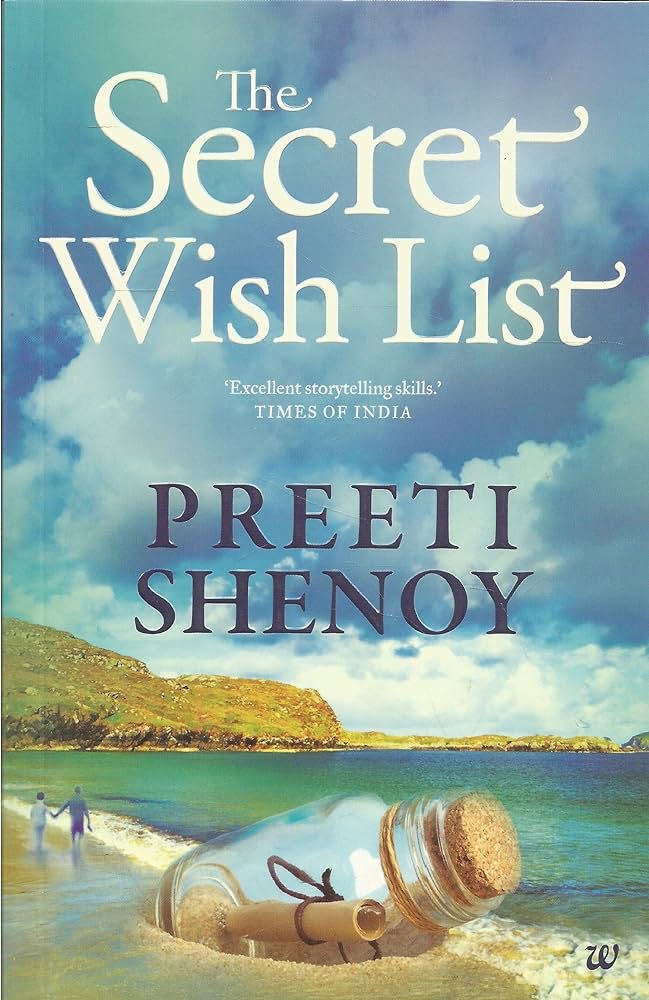 The
Secret
Wish List
‘Excellent storytelling skills.’
TIMES OF INDIA
PREETI
SHENOY
w